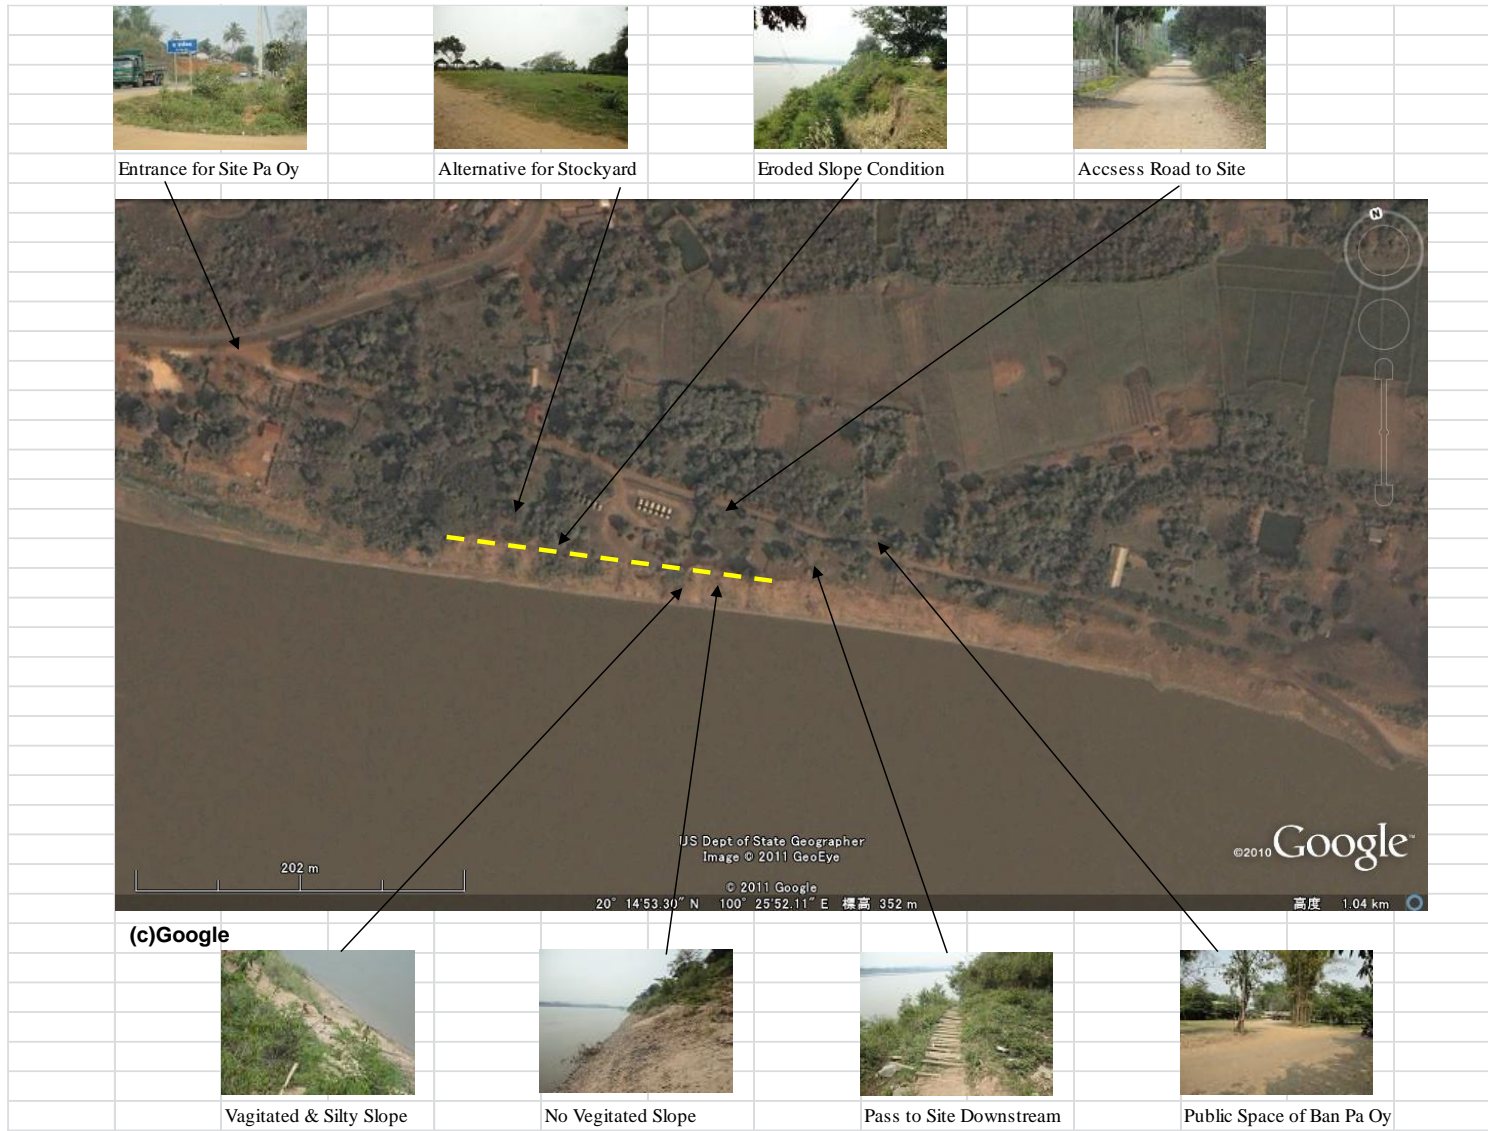 Entrance for Site Pa Oy
Alternative for Stockyard
Eroded Slope Condition
Accsess Road to Site
N
US Dept of State Geographer
Image © 2011 GeoEye
©2010 Google™
202 m
© 2011 Google
20° 14'53.30" N 100° 25'52.11" E 標高 352 m
高度 1.04 km
(c)Google
Vagitated & Silty Slope
No Vegitated Slope
Pass to Site Downstream
Public Space of Ban Pa Oy